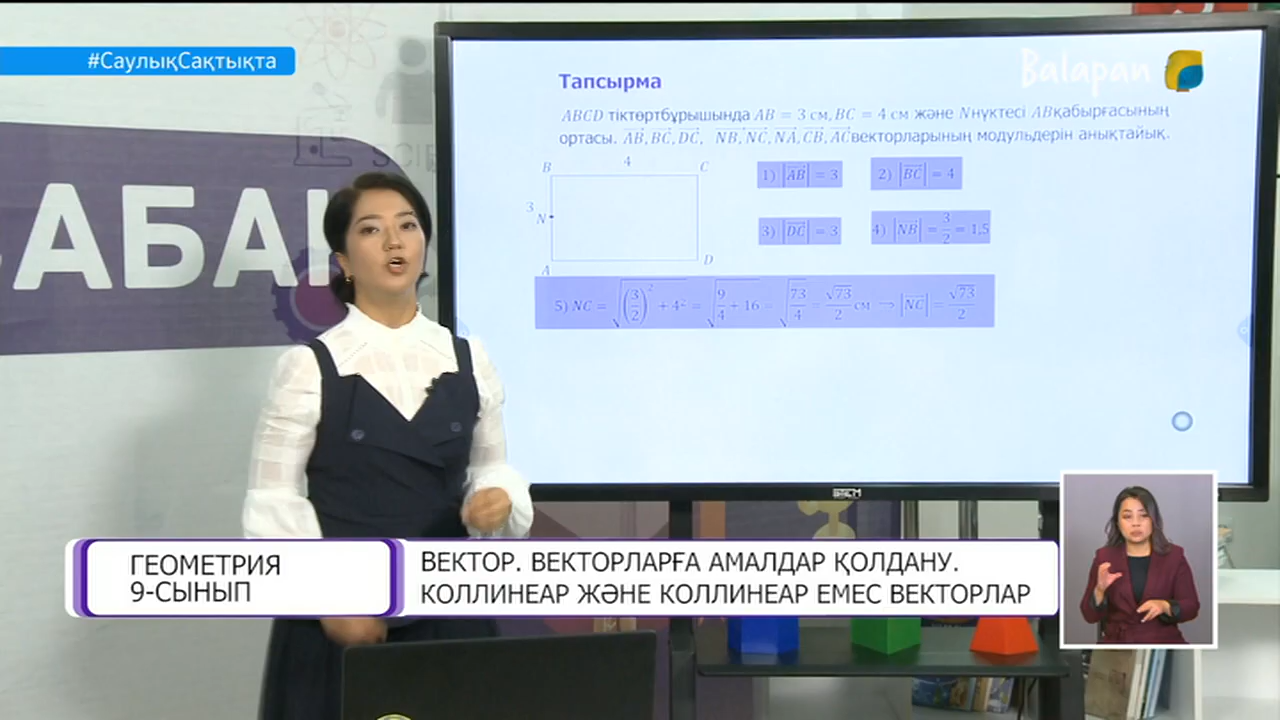 #СаулықСақтықта
Balapan
Тапсырма
ABCD тіктөртбұрышында AB = 3 см, BC = 4 см және N нүктесі AB қабырғасының
ортасы. AB, BC, DC, NB, NC, NA, CB, AC векторларының модульдерін анықтайық.
B 4 C
3
N
A D
1) |AB| = 3
2) |BC| = 4
3) |DC| = 3
4) |NB| = 3/2 = 1,5
5) NC = √((3/2)² + 4²) = √(9/4 + 16) = √(73/4) = √73/2 см ⟹ |NC| = √73/2
АБАҚ
ГЕОМЕТРИЯ
9-СЫНЫП
ВЕКТОР. ВЕКТОРЛАРҒА АМАЛДАР ҚОЛДАНУ.
КОЛЛИНЕАР ЖӘНЕ КОЛЛИНЕАР ЕМЕС ВЕКТОРЛАР